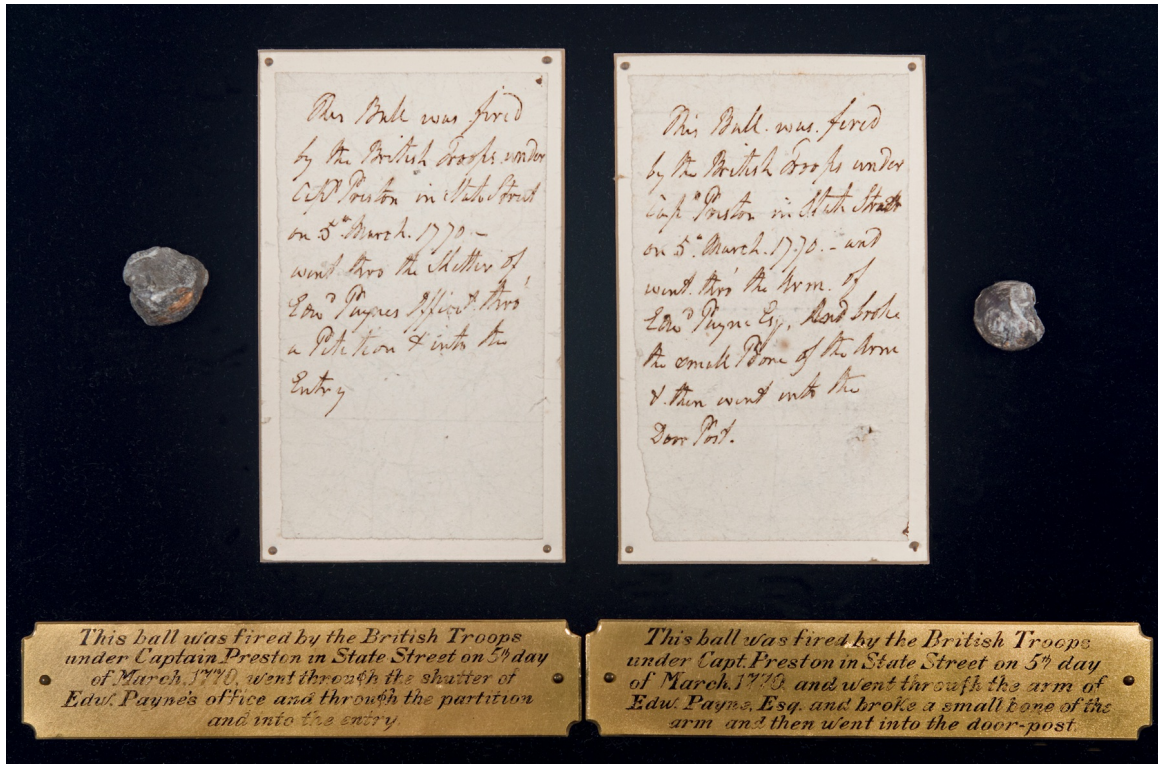 This Ball was fired
by the British Troops under
Capt Preston in State Street
on 5th March. 1770 –
went thro the Shutter of
Edwd Paynes Office & thro'
a Petition & into the
Entry
This Ball. was. fired
by the British Troops under
Capt Preston in State Street
on 5th March. 1770. – and
went thro' the Arm. of
Edwd Payne Esq. And broke
the small Bone of the Arm
& then went into the
Door Post.
This ball was fired by the British Troops
under Captain Preston in State Street on 5th day
of March, 1770, went through the shutter of
Edw. Payne's office and through the partition
and into the entry.
This ball was fired by the British Troops
under Capt. Preston in State Street on 5th day
of March, 1770, and went through the arm of
Edw. Payne, Esq. and broke a small bone of the
arm and then went into the door-post.